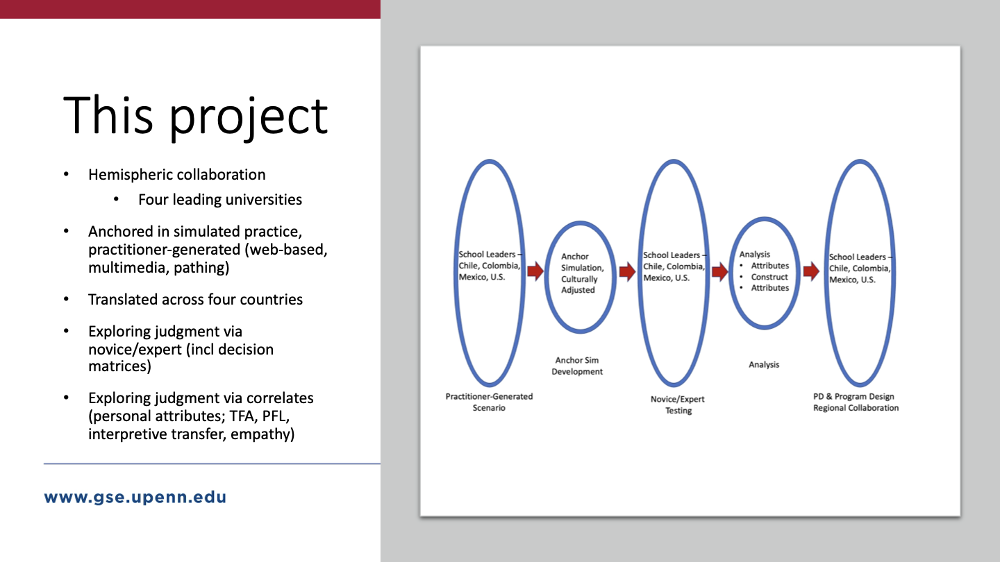 This project
• Hemispheric collaboration
• Four leading universities
• Anchored in simulated practice,
practitioner-generated (web-based,
multimedia, pathing)
• Translated across four countries
• Exploring judgment via
novice/expert (incl decision
matrices)
• Exploring judgment via correlates
(personal attributes; TFA, PFL,
interpretive transfer, empathy)
www.gse.upenn.edu
School Leaders –
Chile, Colombia,
Mexico, U.S.
Practitioner-Generated
Scenario
Anchor
Simulation,
Culturally
Adjusted
Anchor Sim
Development
School Leaders –
Chile, Colombia,
Mexico, U.S.
Novice/Expert
Testing
Analysis
• Attributes
• Construct
• Attributes
Analysis
School Leaders –
Chile, Colombia,
Mexico, U.S.
PD & Program Design
Regional Collaboration